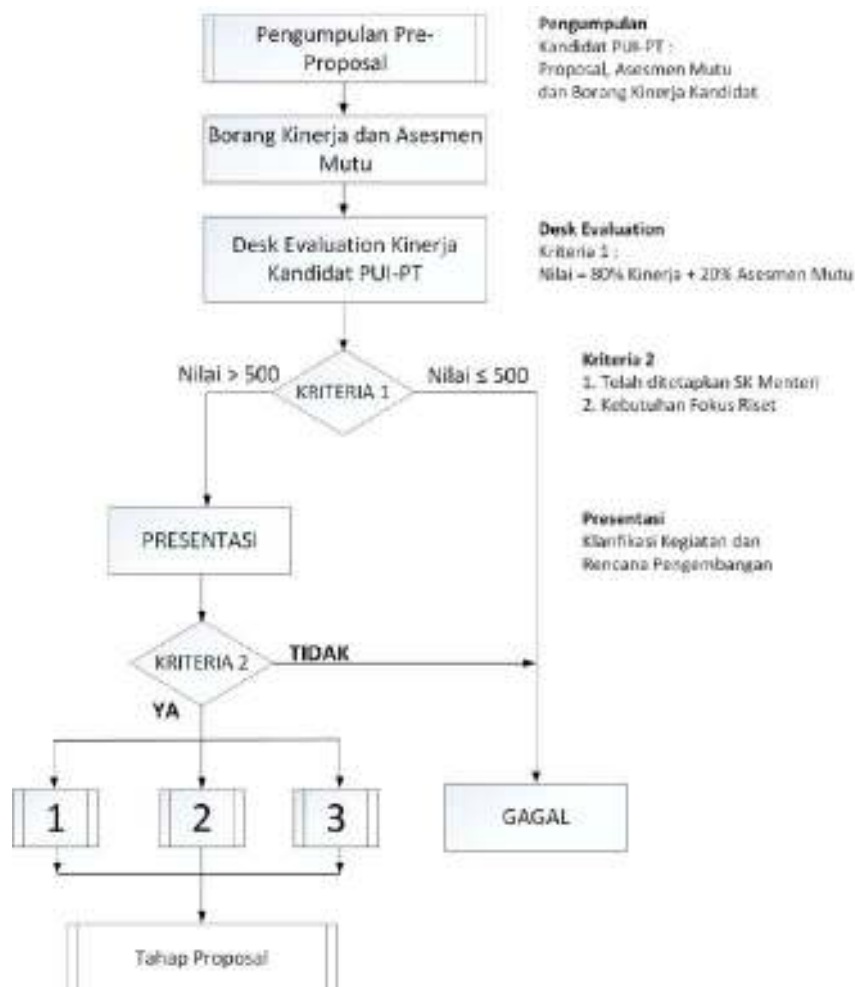 Pengumpulan Pre-
Proposal
Pengumpulan
Kandidat PUI-PT :
Proposal, Asesmen Mutu
dan Borang Kinerja Kandidat
Borang Kinerja dan Asesmen
Mutu
Desk Evaluation Kinerja
Kandidat PUI-PT
Desk Evaluation
Kriteria 1 :
Nilai = 80% Kinerja + 20% Asesmen Mutu
Nilai > 500
KRITERIA 1
Nilai ≤ 500
Kriteria 2
1. Telah ditetapkan SK Menteri
2. Kebutuhan Fokus Riset
PRESENTASI
Presentasi
Klarifikasi Kegiatan dan
Rencana Pengembangan
KRITERIA 2
TIDAK
YA
1
2
3
GAGAL
Tahap Proposal